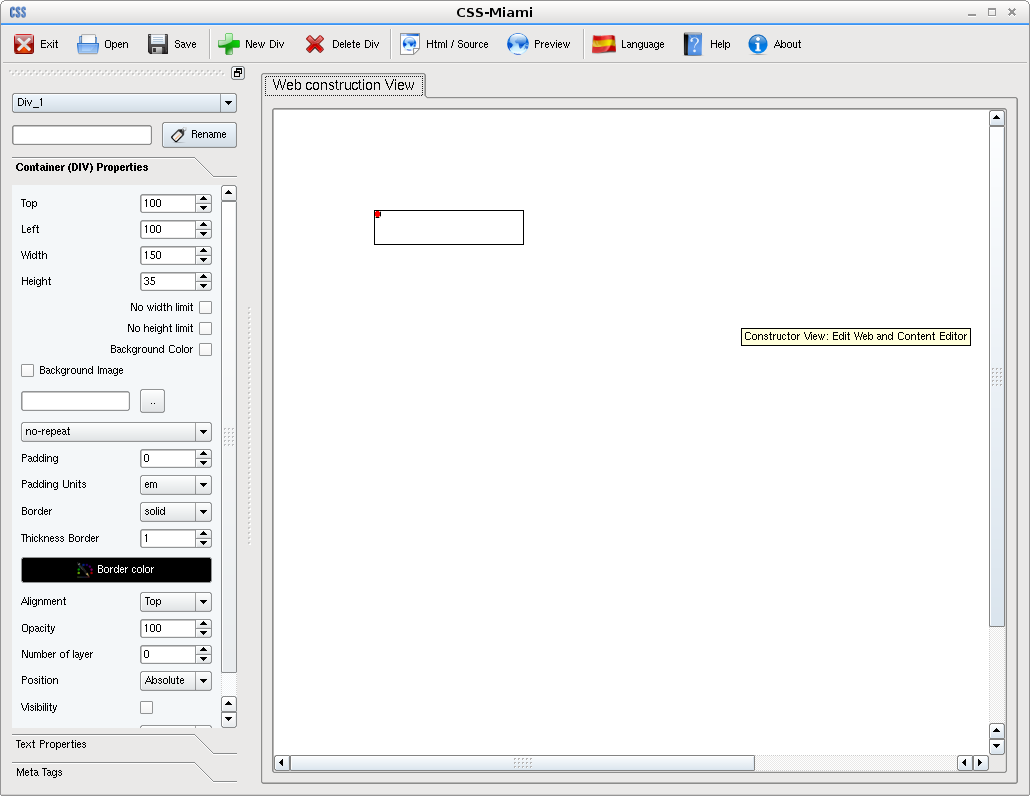 CSS CSS-Miami
Exit Open Save New Div Delete Div Html / Source Preview Language Help About
Web construction View
Div_1
Rename
Container (DIV) Properties
Top 100
Left 100
Width 150
Height 35
No width limit
No height limit
Background Color
Background Image
..
no-repeat
Padding 0
Padding Units em
Border solid
Thickness Border 1
Border color
Alignment Top
Opacity 100
Number of layer 0
Position Absolute
Visibility
Text Properties
Meta Tags
Constructor View: Edit Web and Content Editor